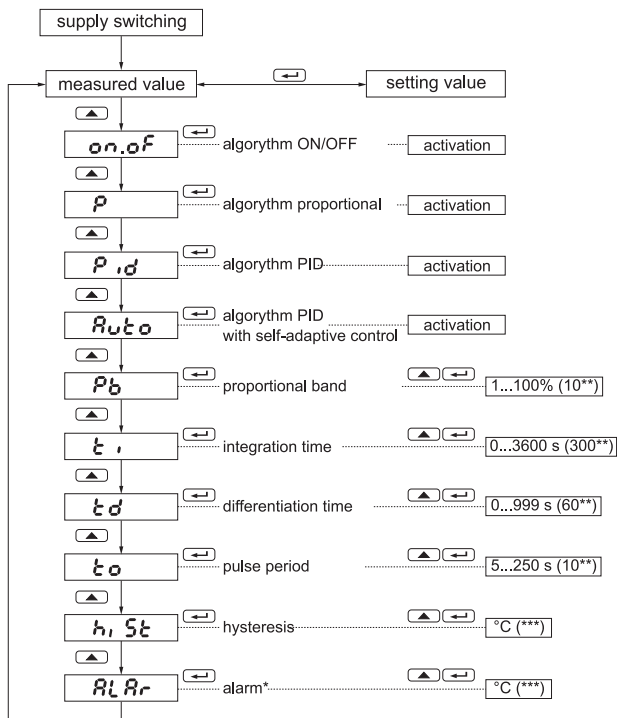 supply switching
measured value
setting value
on.oF
algorythm ON/OFF
activation
P
algorythm proportional
activation
Pid
algorythm PID
activation
Auto
algorythm PID
with self-adaptive control
activation
Pb
proportional band
1...100% (10**)
ti
integration time
0...3600 s (300**)
td
differentiation time
0...999 s (60**)
to
pulse period
5...250 s (10**)
hiSt
hysteresis
°C (***)
ALAr
alarm*
°C (***)